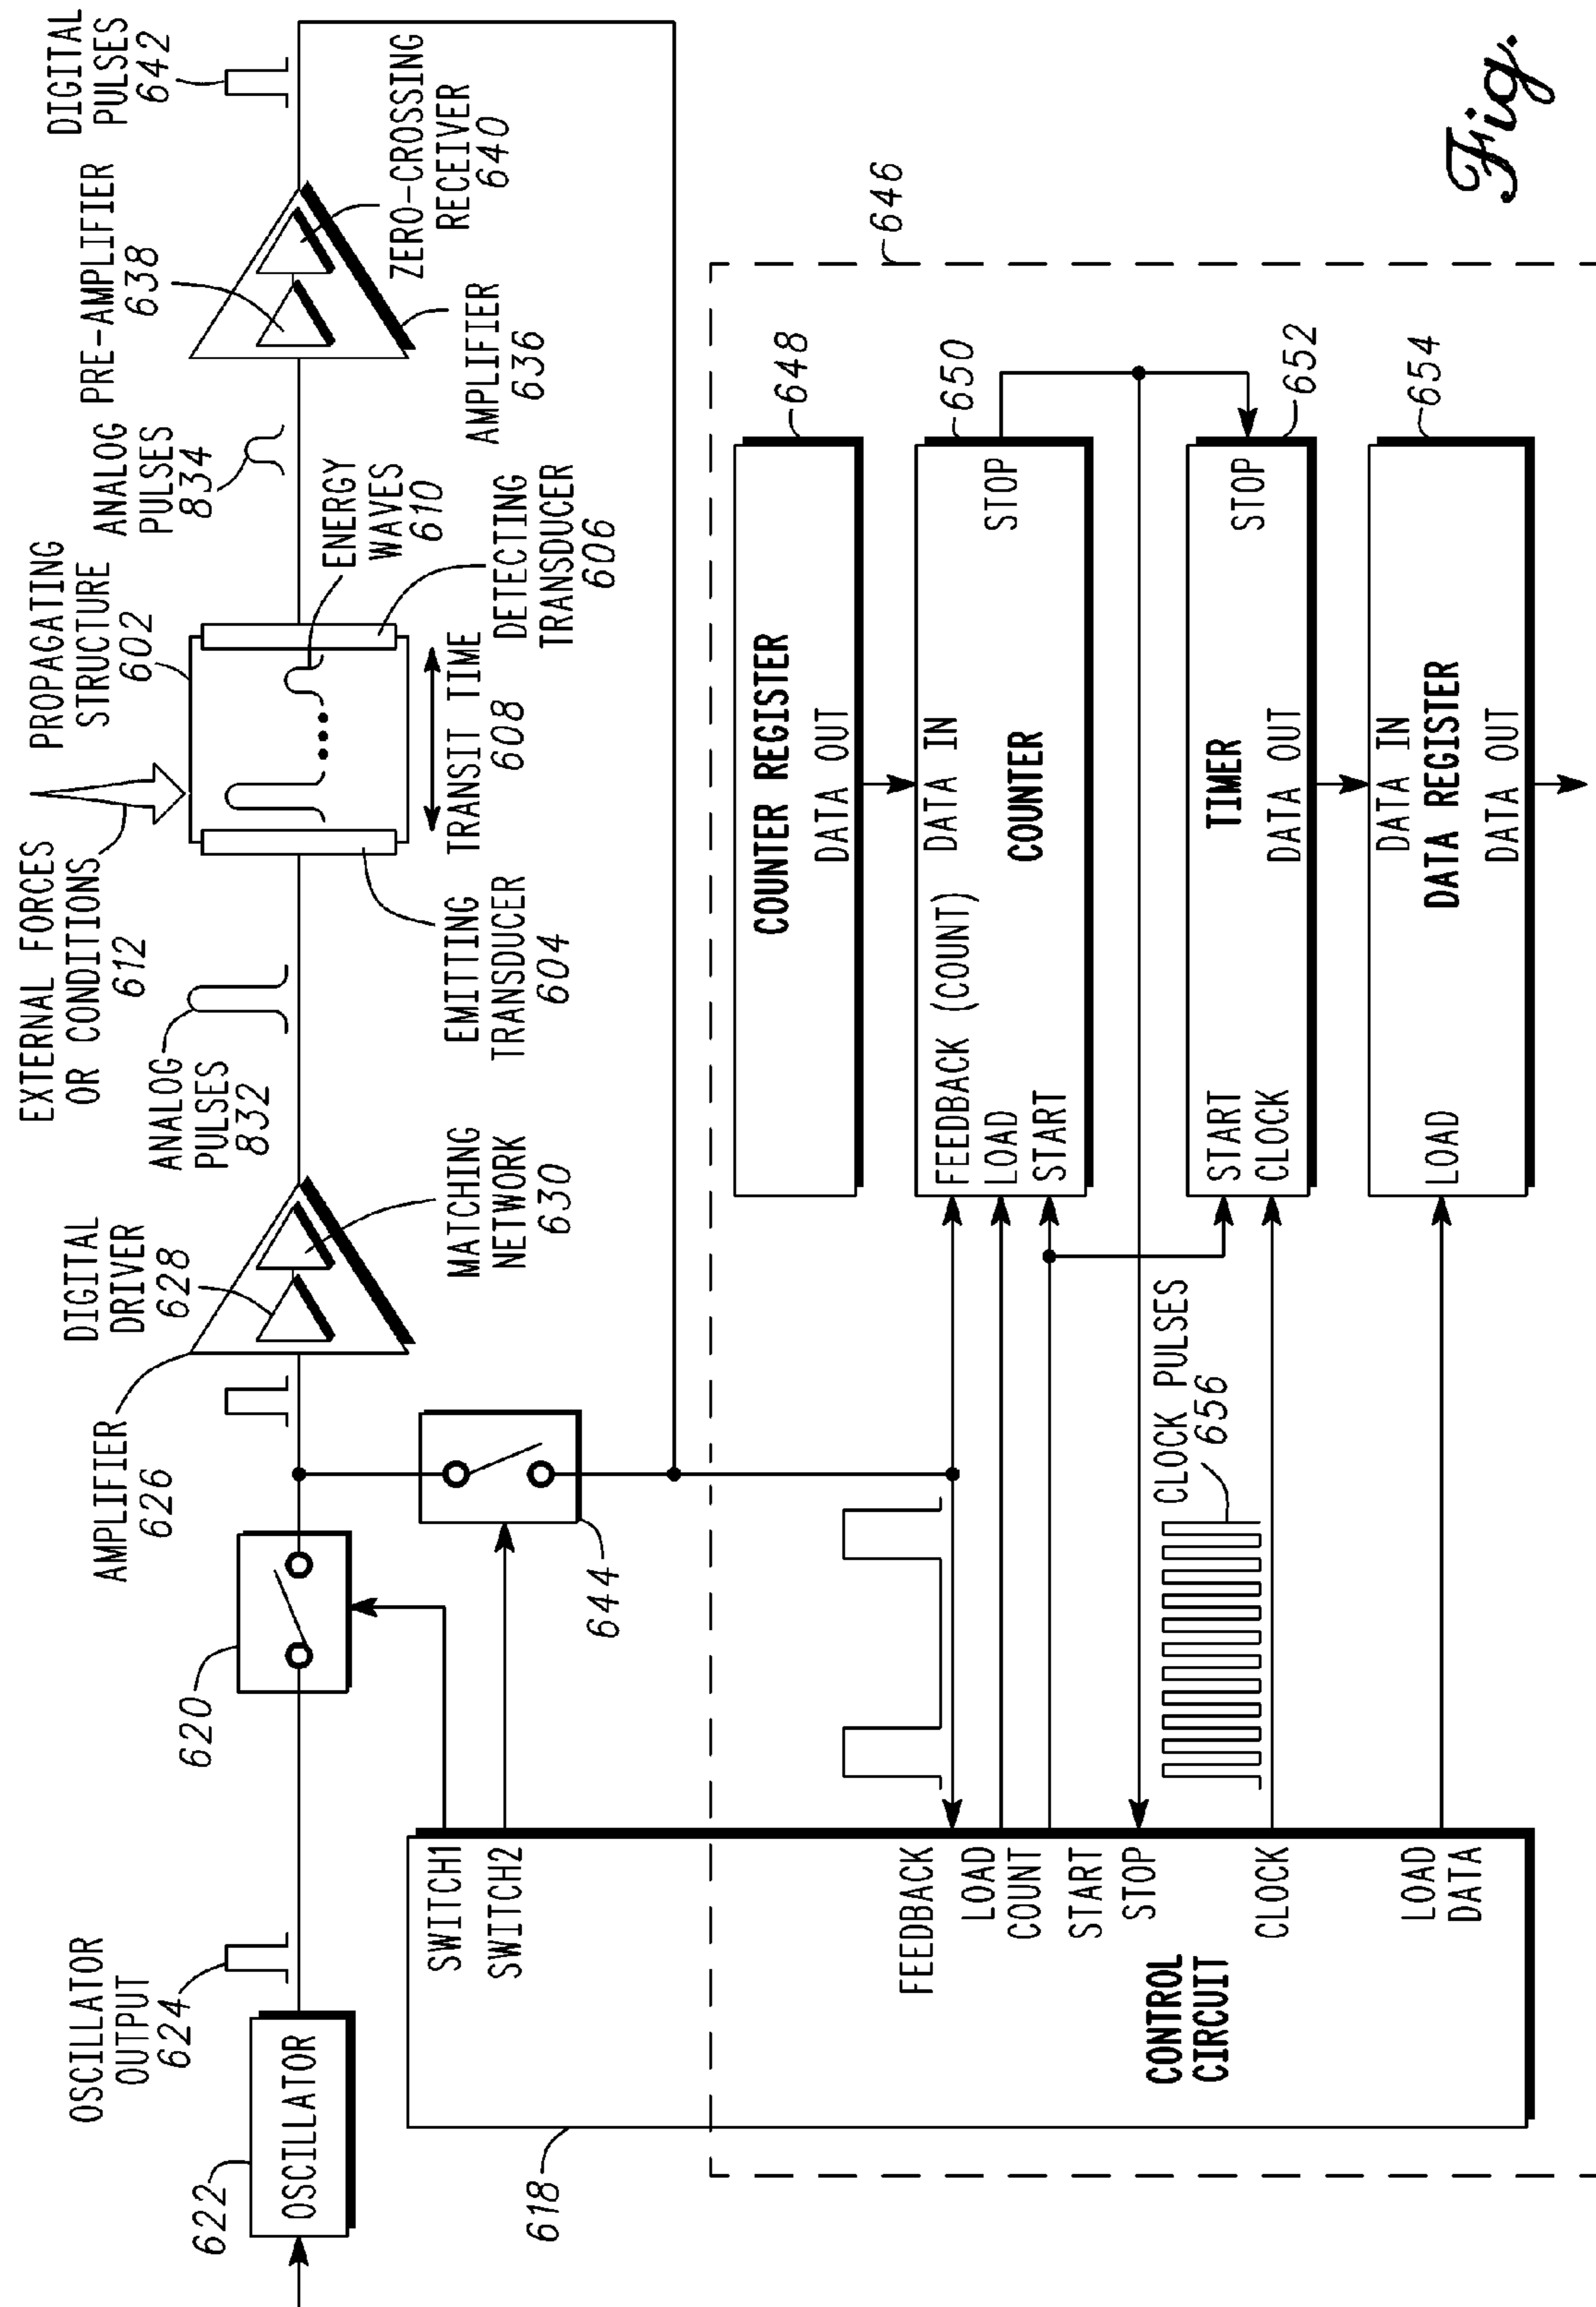 OSCILLATOR
OUTPUT
624
622
OSCILLATOR
620
AMPLIFIER
626
DIGITAL
DRIVER
628
MATCHING
NETWORK
630
ANALOG
PULSES
832
EXTERNAL FORCES
OR CONDITIONS
612
EMITTING
TRANSDUCER
604
PROPAGATING
STRUCTURE
602
TRANSIT TIME
608
ENERGY
WAVES
610
DETECTING
TRANSDUCER
606
ANALOG
PULSES
834
PRE-AMPLIFIER
638
AMPLIFIER
636
ZERO-CROSSING
RECEIVER
640
DIGITAL
PULSES
642
644
618
SWITCH1
SWITCH2
FEEDBACK
LOAD
COUNT
START
STOP
CLOCK
LOAD
DATA
CONTROL
CIRCUIT
CLOCK PULSES
656
646
COUNTER REGISTER
DATA OUT
648
FEEDBACK (COUNT)
LOAD
START
DATA IN
COUNTER
STOP
650
START
CLOCK
TIMER
DATA OUT
STOP
652
LOAD
DATA IN
DATA REGISTER
DATA OUT
654
Fig.